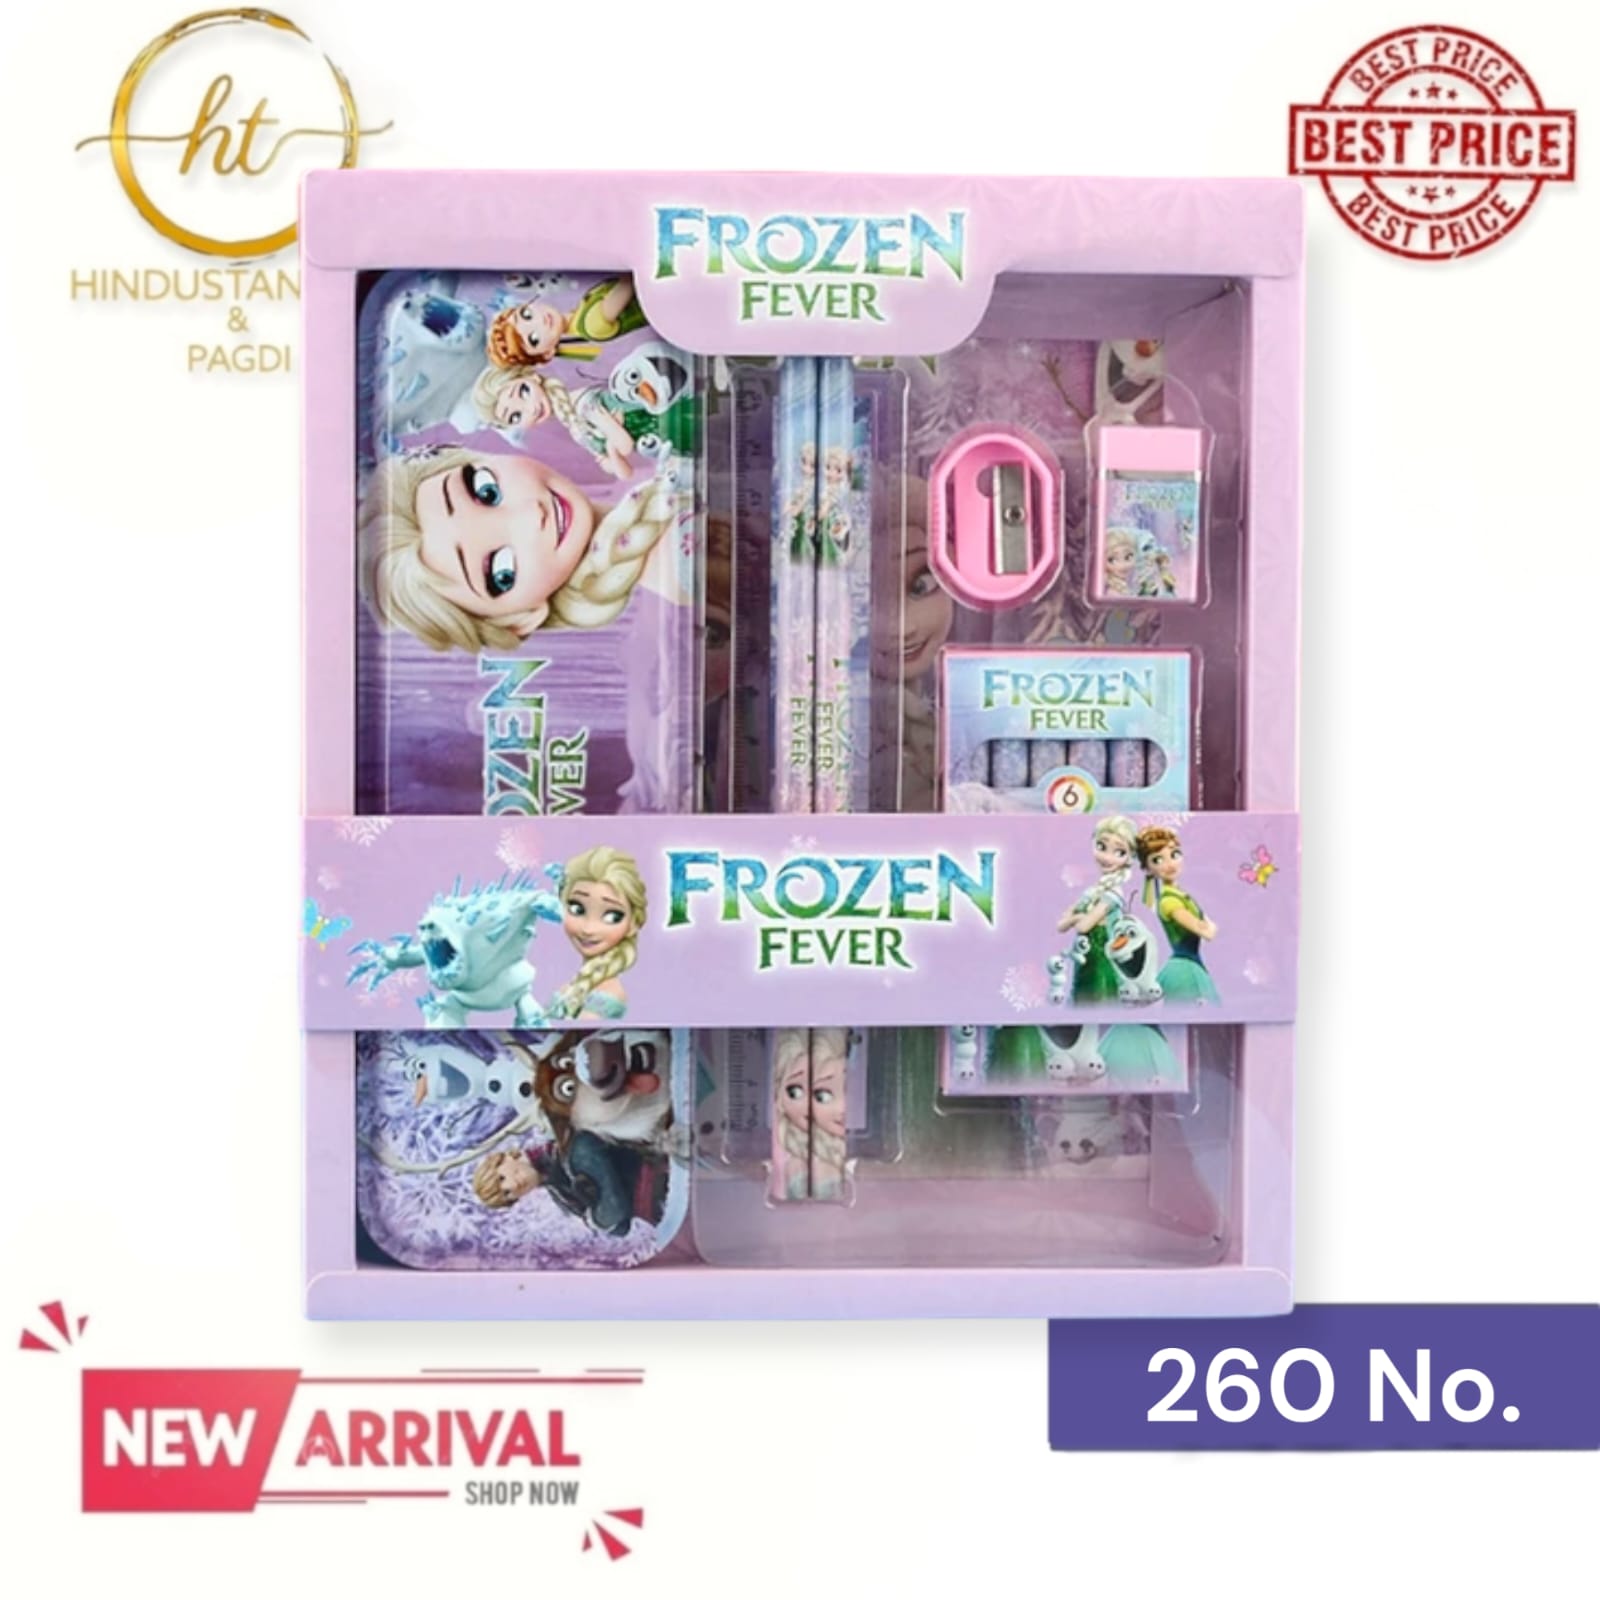 ht
HINDUSTAN
&
PAGDI
BEST PRICE
BEST PRICE
BEST PRICE
FROZEN
FEVER
FROZEN
FEVER
FEVER
FEVER
FROZEN
FEVER
6
FROZEN
FEVER
NEW ARRIVAL
SHOP NOW
260 No.